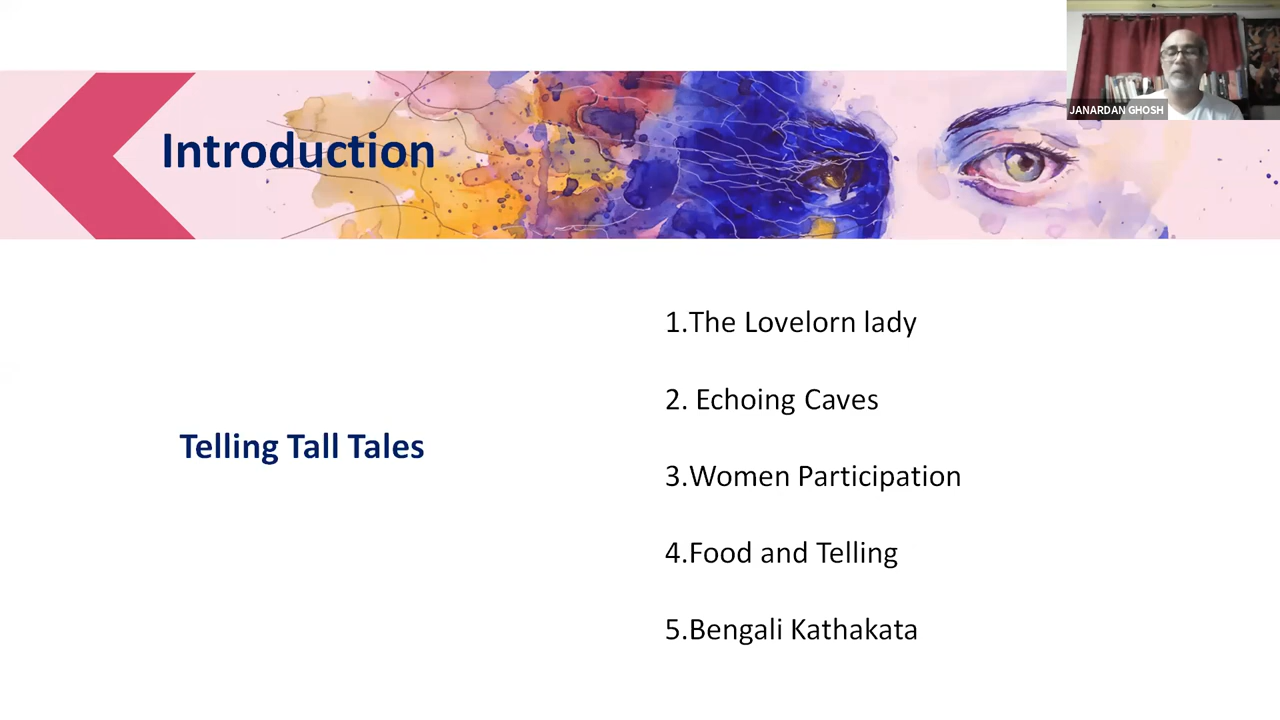 JANARDAN GHOSH
Introduction
Telling Tall Tales
1.The Lovelorn lady
2. Echoing Caves
3.Women Participation
4.Food and Telling
5.Bengali Kathakata